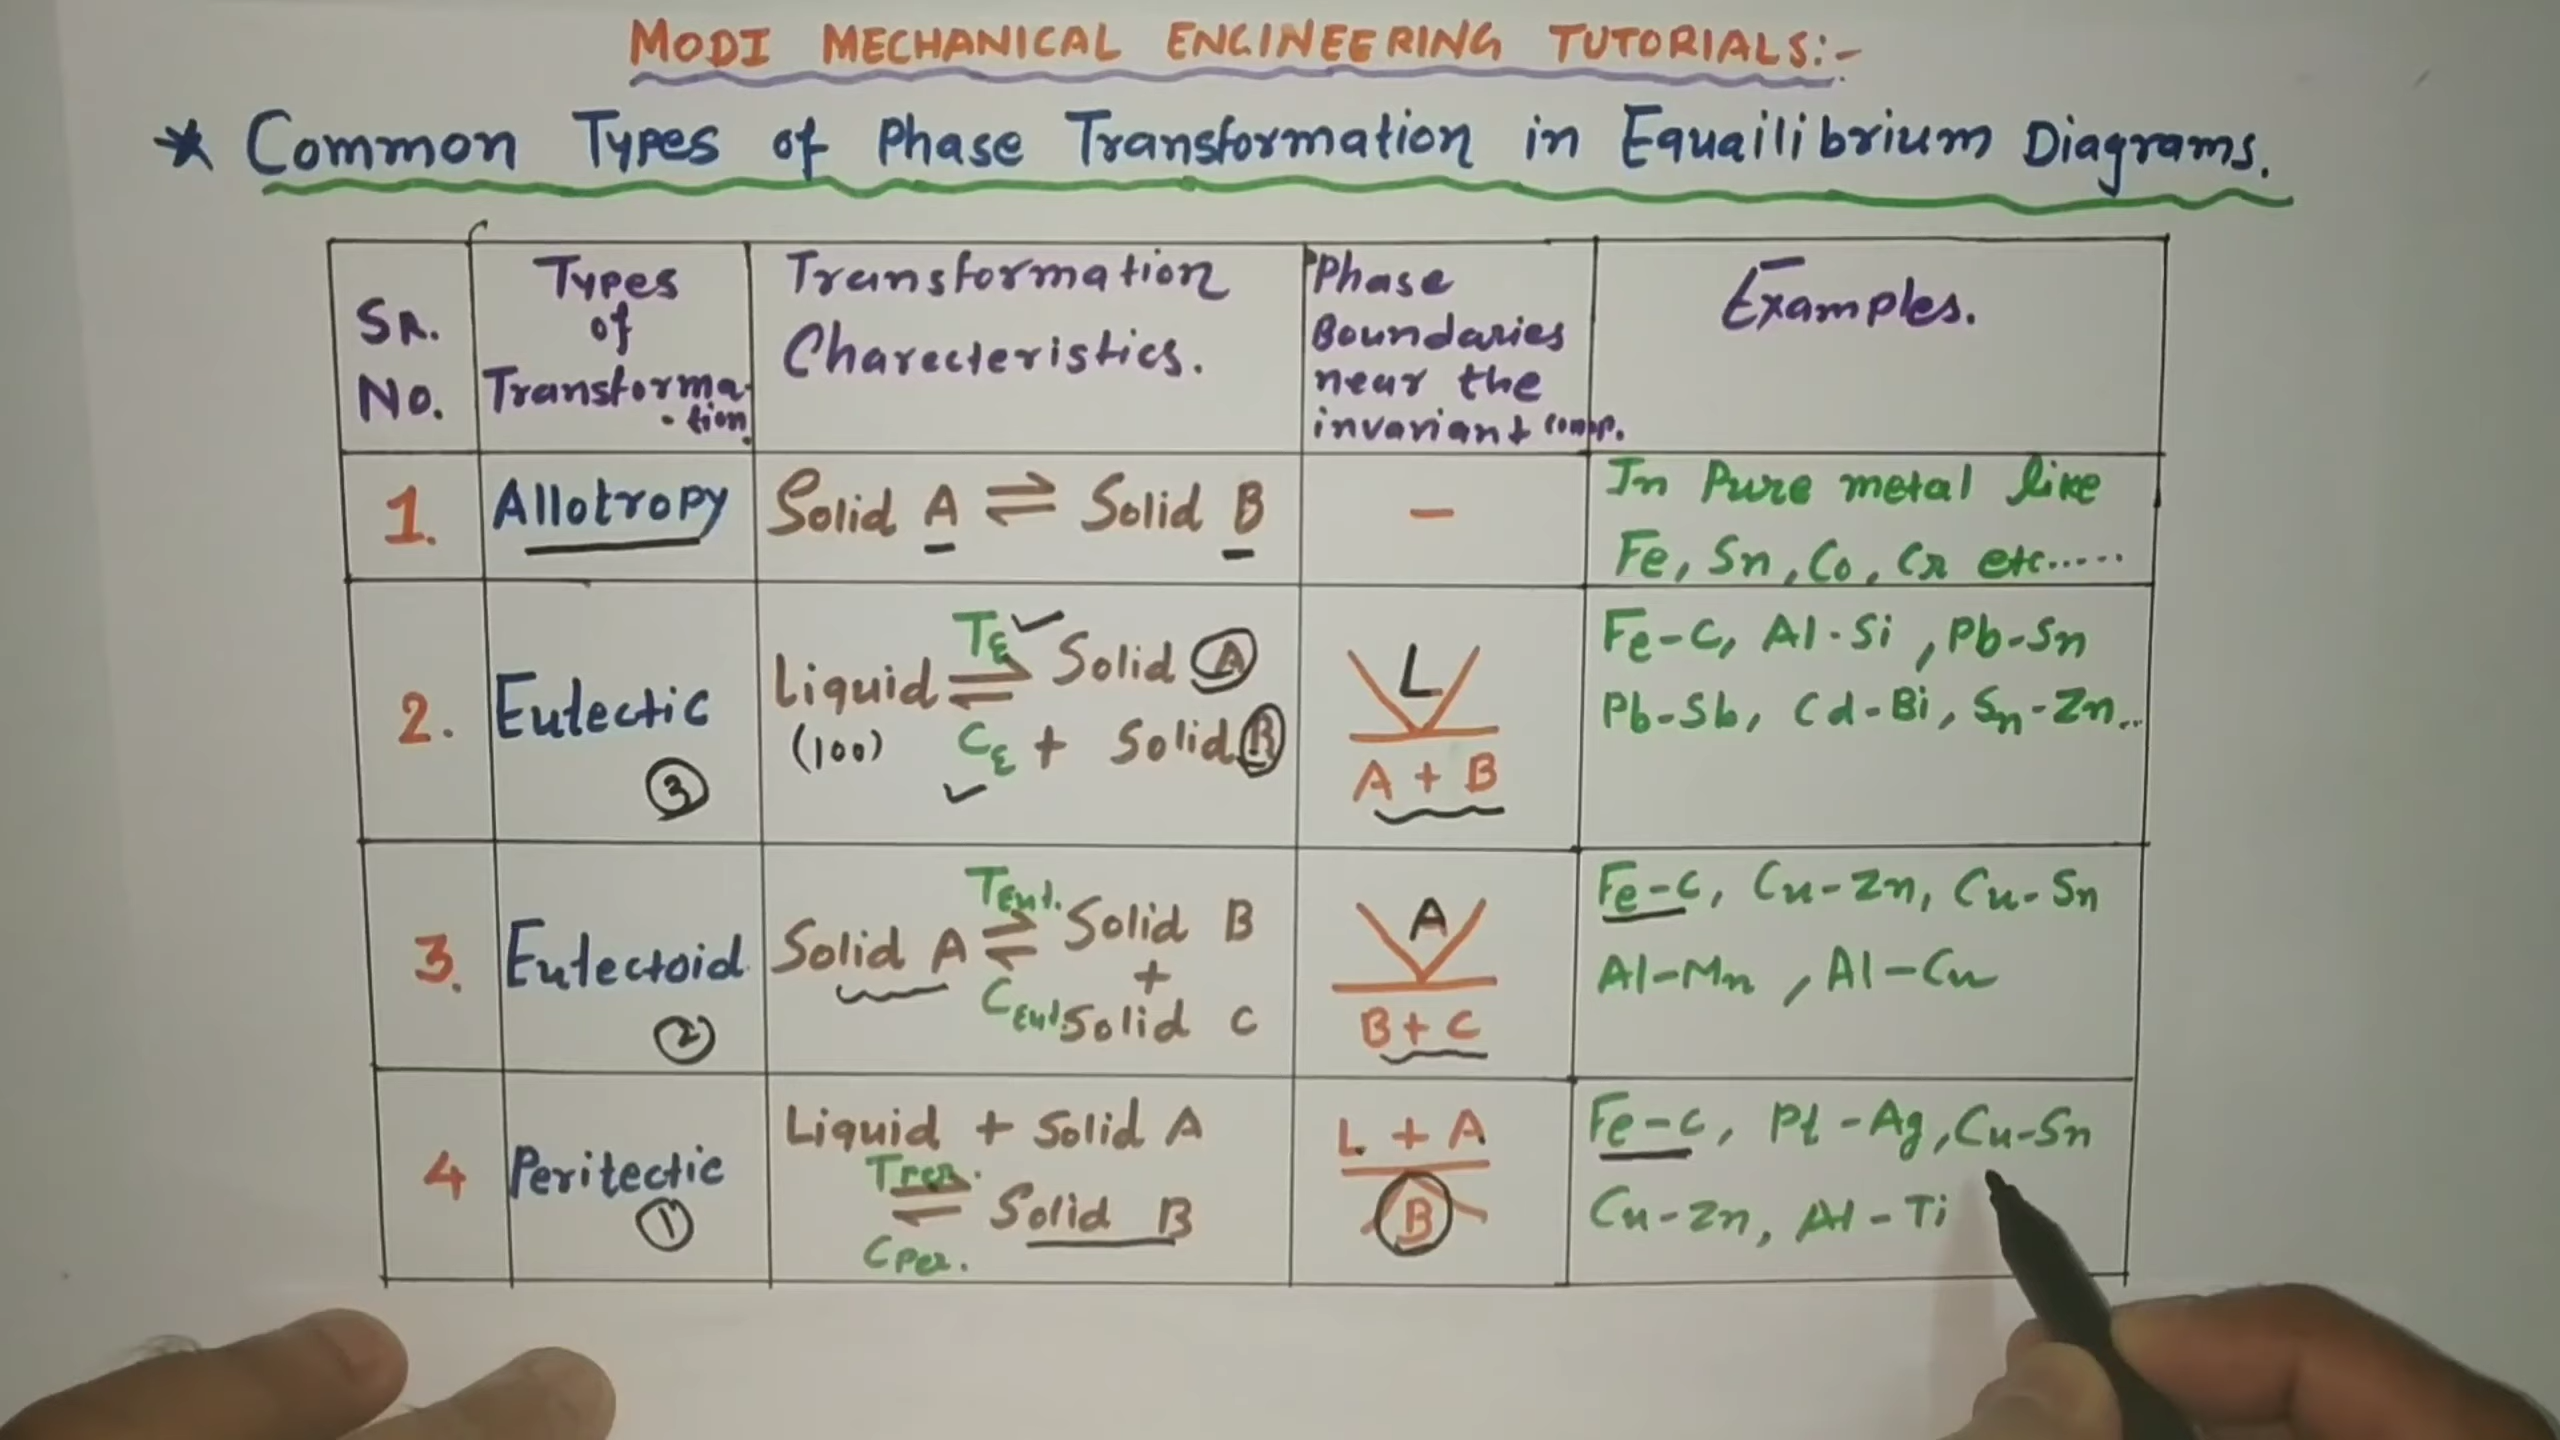 MODI MECHANICAL ENGINEERING TUTORIALS:-
* Common Types of Phase Transformation in Equailibrium Diagrams.
Sr. No.
Types of Transforma-tion.
Transformation Charecteristics.
Phase Boundaries near the invariant comp.
Examples.
1.
Allotropy
Solid A ⇌ Solid B
-
In Pure metal like
Fe, Sn, Co, Cr etc.....
2.
Eutectic
3
TE
Liquid ⇌ Solid A
(100) CE + Solid B
L
A + B
Fe-C, Al-Si, Pb-Sn
Pb-Sb, Cd-Bi, Sn-Zn..
3.
Eutectoid
2
TEut.
Solid A ⇌ Solid B
+
CEut. Solid C
A
B + C
Fe-C, Cu-Zn, Cu-Sn
Al-Mn, Al-Cu
4
Peritectic
1
Liquid + Solid A
⇌ Solid B
CPer.
L + A
B
Fe-C, Pt-Ag, Cu-Sn
Cu-Zn, Al-Ti